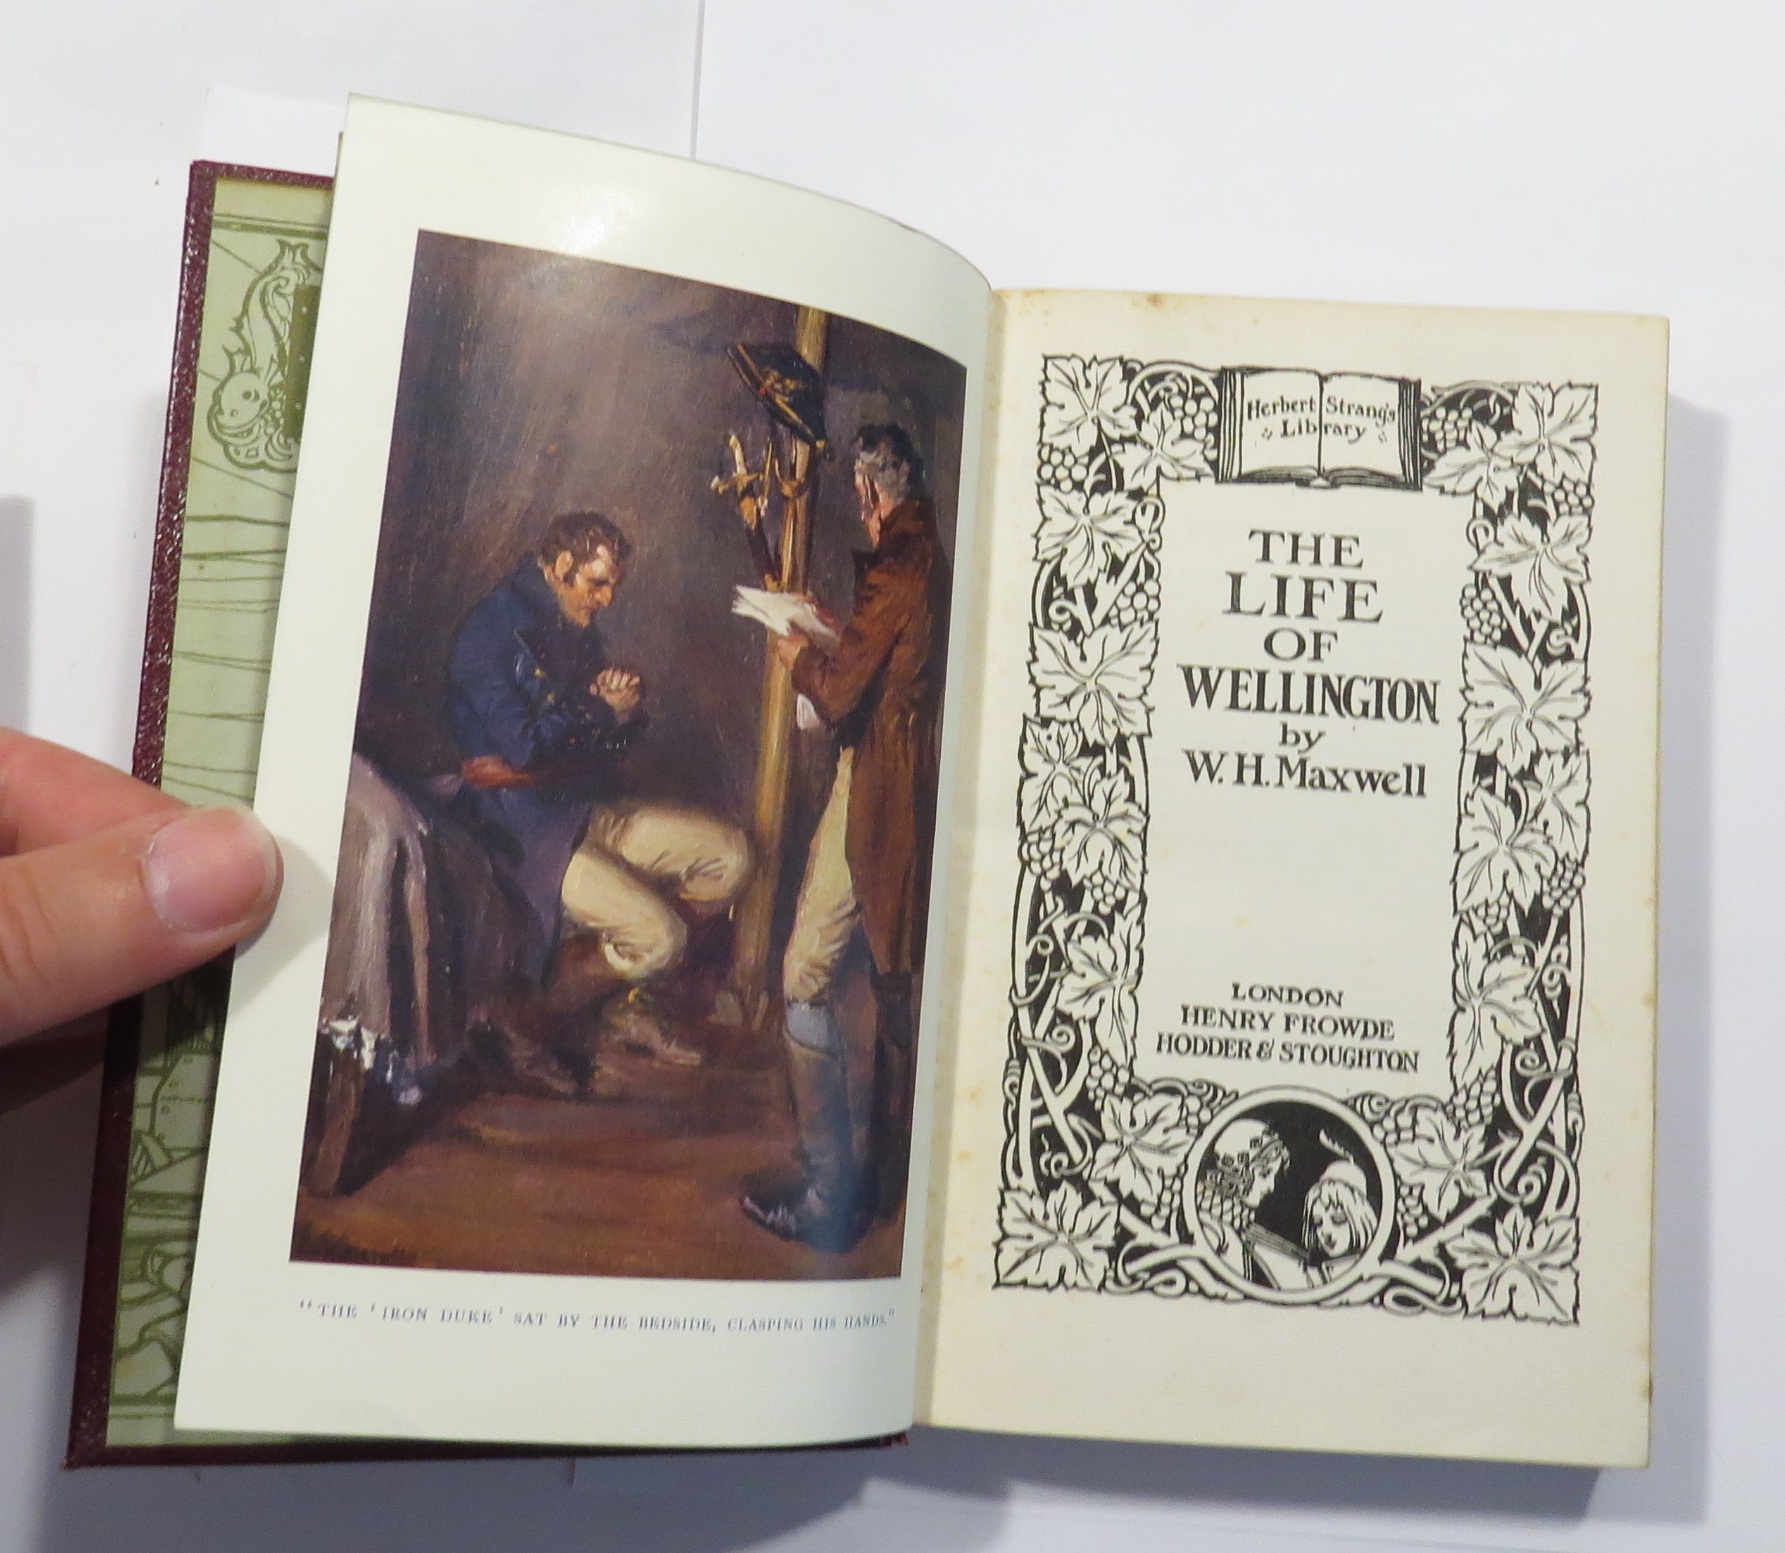 "THE 'IRON DUKE' SAT BY THE BEDSIDE, CLASPING HIS HANDS."
Herbert Strang's
Library
THE
LIFE
OF
WELLINGTON
by
W. H. Maxwell
LONDON
HENRY FROWDE
HODDER & STOUGHTON